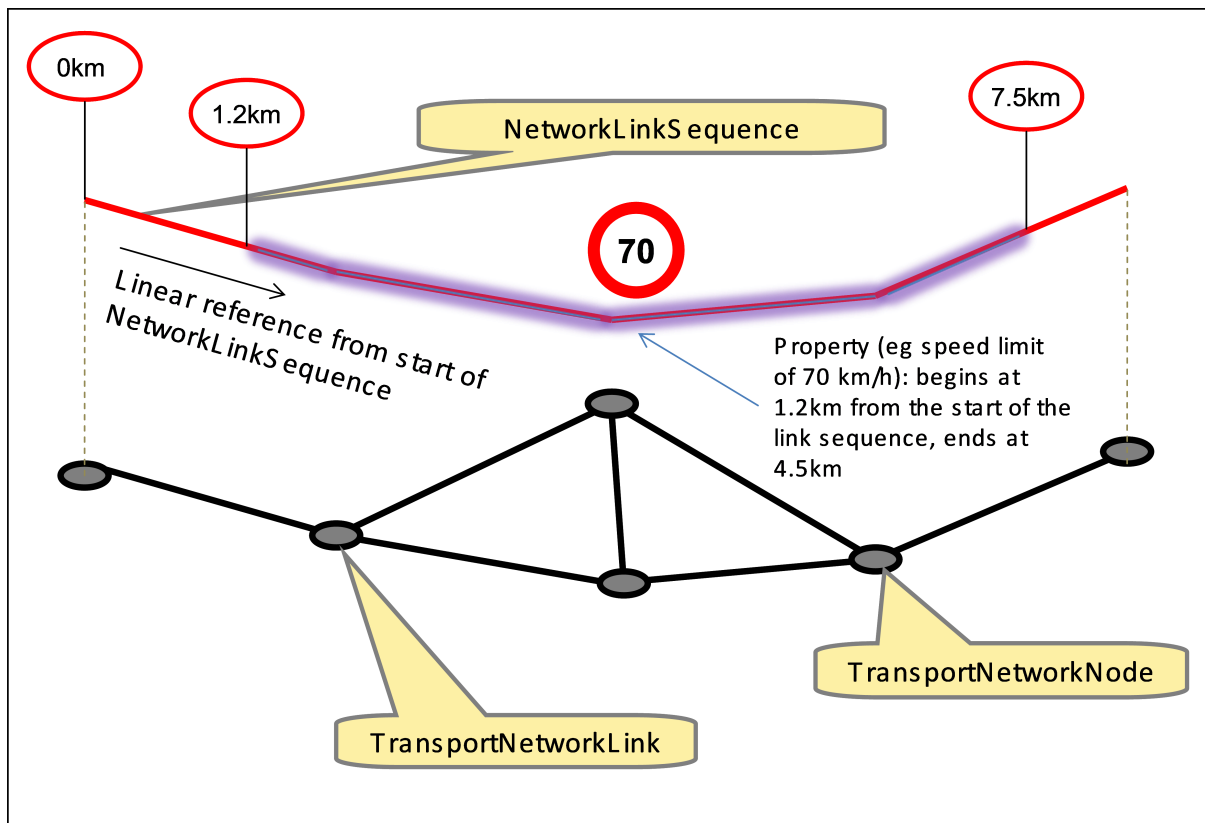 0km
1.2km
7.5km
NetworkLinkSequence
70
Linear reference from start of
NetworkLinkSequence
Property (eg speed limit
of 70 km/h): begins at
1.2km from the start of the
link sequence, ends at
4.5km
TransportNetworkNode
TransportNetworkLink